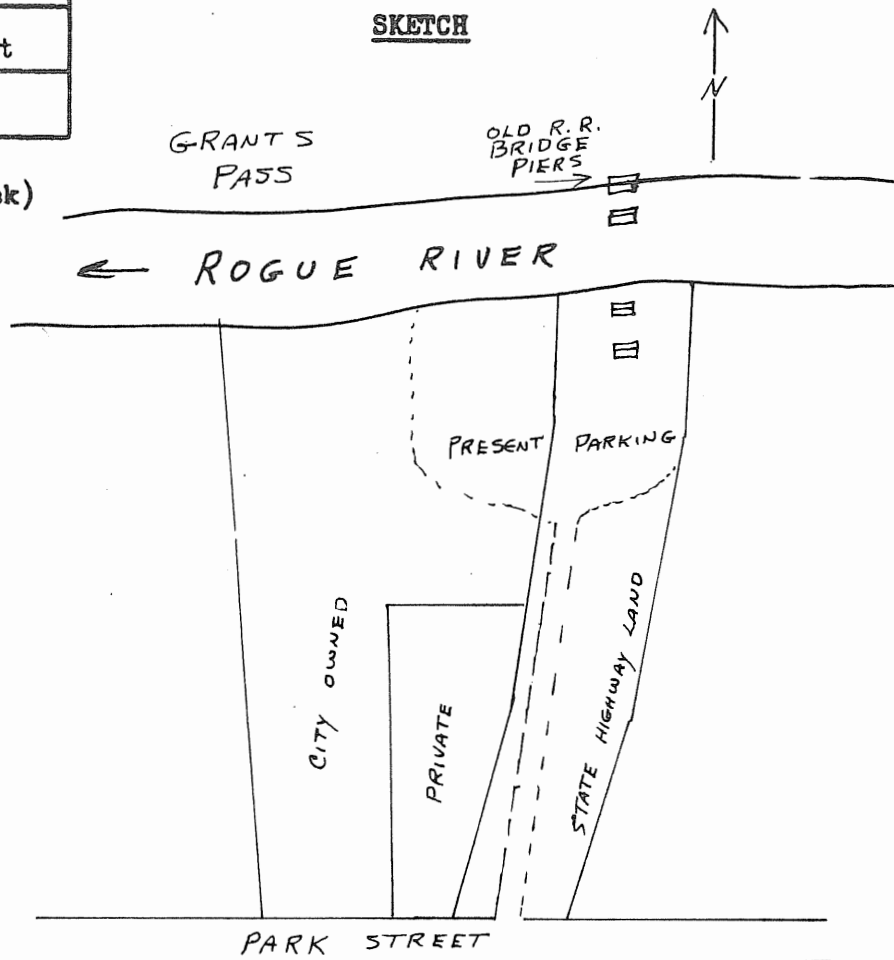 SKETCH
t
k)
N
GRANTS
PASS
OLD R.R.
BRIDGE
PIERS
ROGUE RIVER
PRESENT PARKING
CITY OWNED
PRIVATE
STATE HIGHWAY LAND
PARK STREET